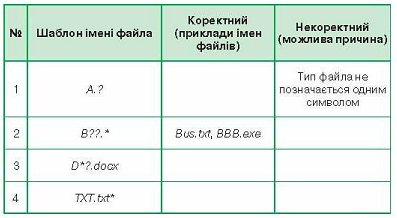 №
Шаблон імені файла
Коректний
(приклади імен
файлів)
Некоректний
(можлива причина)
1
A.?
Тип файла не
позначається одним
символом
2
B??.*
Bus.txt, BBB.exe
3
D*?.docx
4
TXT.txt*